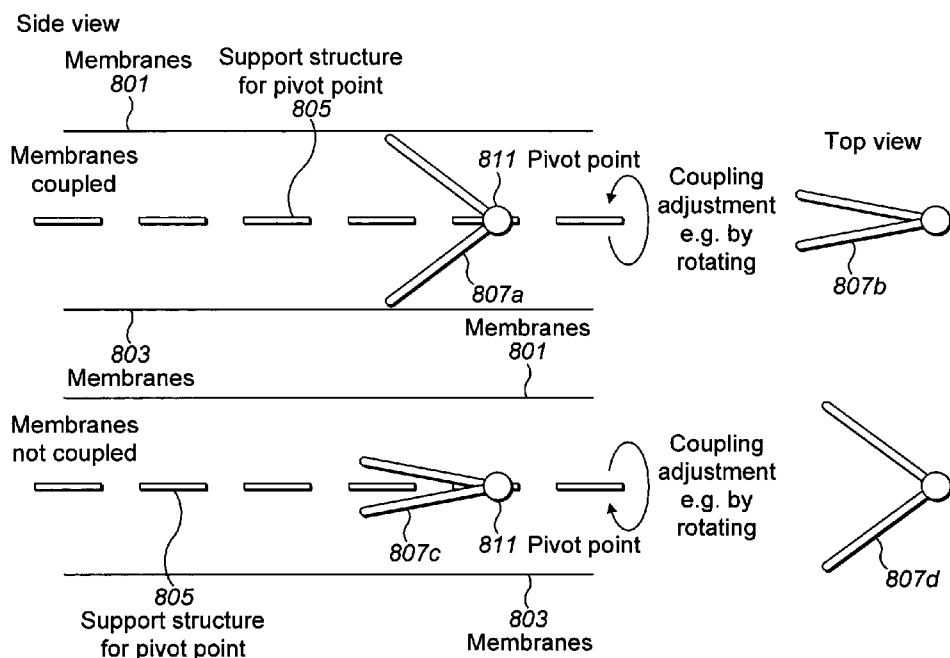 Side view
Membranes
801
Support structure
for pivot point
805
Membranes
coupled
811 Pivot point
Coupling
adjustment
e.g. by
rotating
Top view
807a
807b
803
Membranes
Membranes
801
Membranes
not coupled
Coupling
adjustment
e.g. by
rotating
807c
811 Pivot point
807d
805
Support structure
for pivot point
803
Membranes